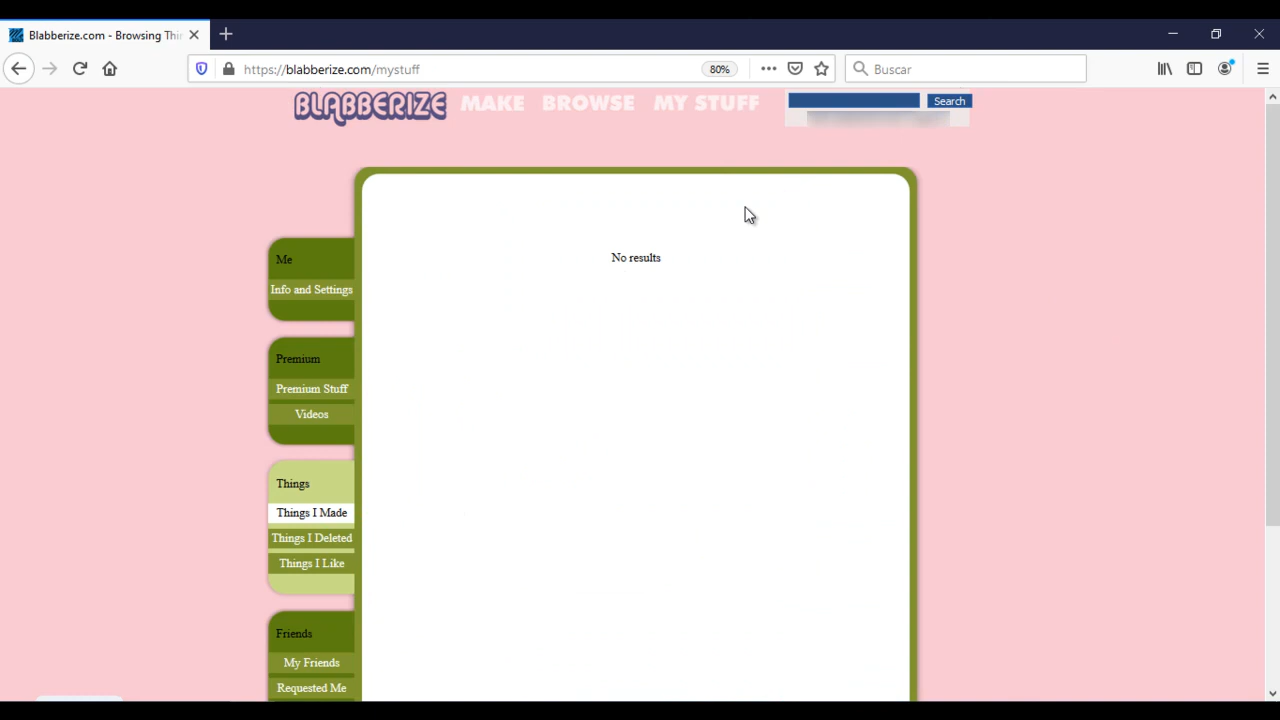 Blabberize.com - Browsing Thin
https://blabberize.com/mystuff
80%
Buscar
BLABBERIZE MAKE BROWSE MY STUFF
Search
No results
Me
Info and Settings
Premium
Premium Stuff
Videos
Things
Things I Made
Things I Deleted
Things I Like
Friends
My Friends
Requested Me